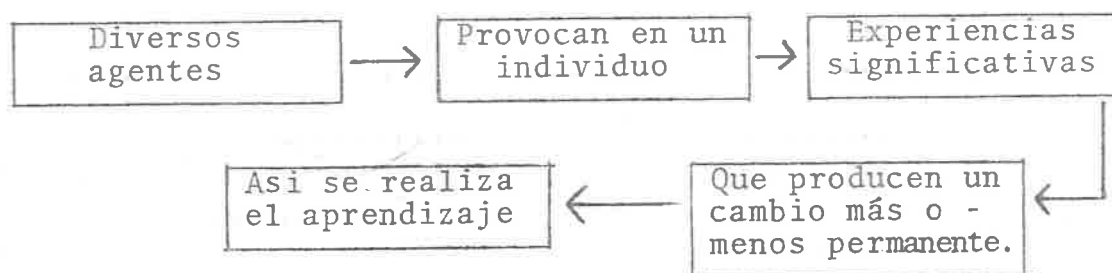 Diversos
agentes
Provocan en un
individuo
Experiencias
significativas
Que producen un
cambio más o -
menos permanente.
Asi se realiza
el aprendizaje